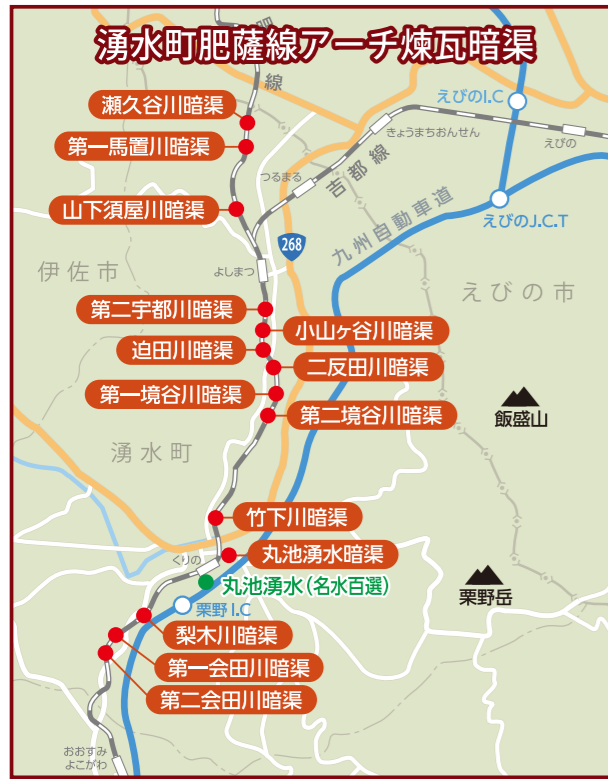 湧水町肥薩線アーチ煉瓦暗渠
肥
線
えびのI.C
瀬久谷川暗渠
きょうまちおんせん
えびの
第一馬置川暗渠
つるまる
吉都線
山下須屋川暗渠
九州自動車道
えびのJ.C.T
268
伊佐市
よしまつ
えびの市
第二宇都川暗渠
小山ヶ谷川暗渠
迫田川暗渠
二反田川暗渠
第一境谷川暗渠
第二境谷川暗渠
飯盛山
湧水町
竹下川暗渠
丸池湧水暗渠
くりの
丸池湧水(名水百選)
栗野岳
栗野I.C
梨木川暗渠
第一会田川暗渠
第二会田川暗渠
おおすみ
よこがわ